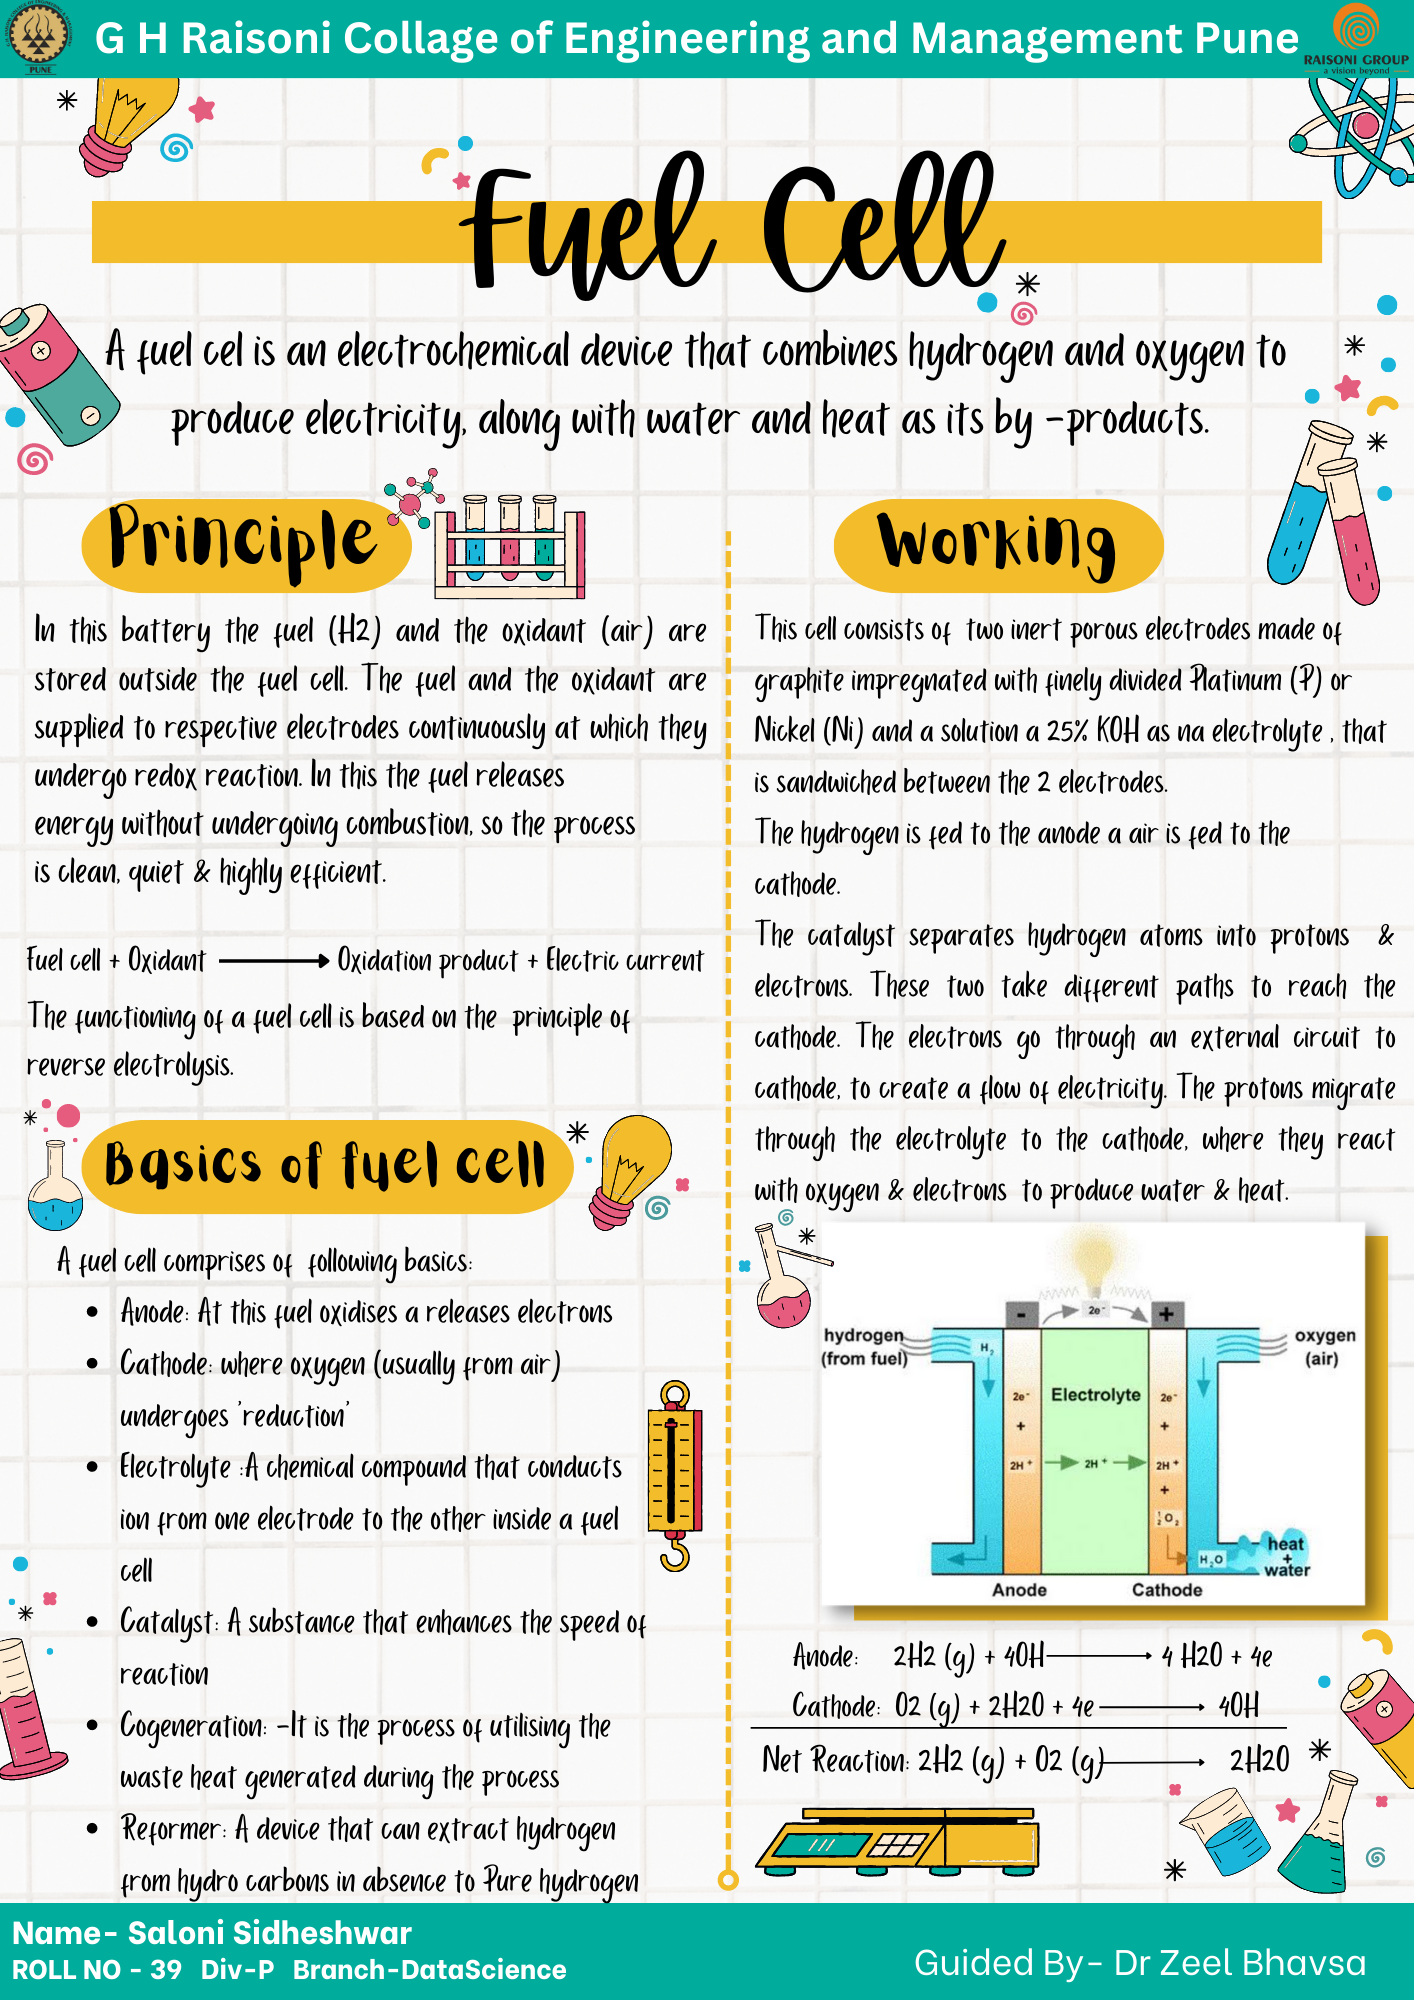 G H Raisoni Collage of Engineering and Management Pune
PUNE
RAISONI GROUP
a vision beyond
Fuel Cell
A fuel cel is an electrochemical device that combines hydrogen and oxygen to
produce electricity, along with water and heat as its by -products.
Principle
In this battery the fuel (H2) and the oxidant (air) are
stored outside the fuel cell. The fuel and the oxidant are
supplied to respective electrodes continuously at which they
undergo redox reaction. In this the fuel releases
energy without undergoing combustion, so the process
is clean, quiet & highly efficient.
Fuel cell + Oxidant ⟶ Oxidation product + Electric current
The functioning of a fuel cell is based on the principle of
reverse electrolysis.
Basics of fuel cell
A fuel cell comprises of following basics:
• Anode: At this fuel oxidises a releases electrons
• Cathode: where oxygen (usually from air)
undergoes 'reduction'
• Electrolyte :A chemical compound that conducts
ion from one electrode to the other inside a fuel
cell
• Catalyst: A substance that enhances the speed of
reaction
• Cogeneration: -It is the process of utilising the
waste heat generated during the process
• Reformer: A device that can extract hydrogen
from hydro carbons in absence to Pure hydrogen
Working
This cell consists of two inert porous electrodes made of
graphite impregnated with finely divided Platinum (P) or
Nickel (Ni) and a solution a 25% KOH as na electrolyte , that
is sandwiched between the 2 electrodes.
The hydrogen is fed to the anode a air is fed to the
cathode.
The catalyst separates hydrogen atoms into protons &
electrons. These two take different paths to reach the
cathode. The electrons go through an external circuit to
cathode, to create a flow of electricity. The protons migrate
through the electrolyte to the cathode, where they react
with oxygen & electrons to produce water & heat.
- 2e- +
hydrogen
(from fuel)
H2
oxygen
(air)
2e-
+
2H+
Electrolyte
2H+
2e-
+
2H+
+
1/2 O2
H2O
heat
+
water
Anode Cathode
Anode: 2H2 (g) + 4OH ⟶ 4 H2O + 4e
Cathode: O2 (g) + 2H2O + 4e ⟶ 4OH
Net Reaction: 2H2 (g) + O2 (g) ⟶ 2H2O
Name- Saloni Sidheshwar
ROLL NO - 39 Div-P Branch-DataScience
Guided By- Dr Zeel Bhavsa